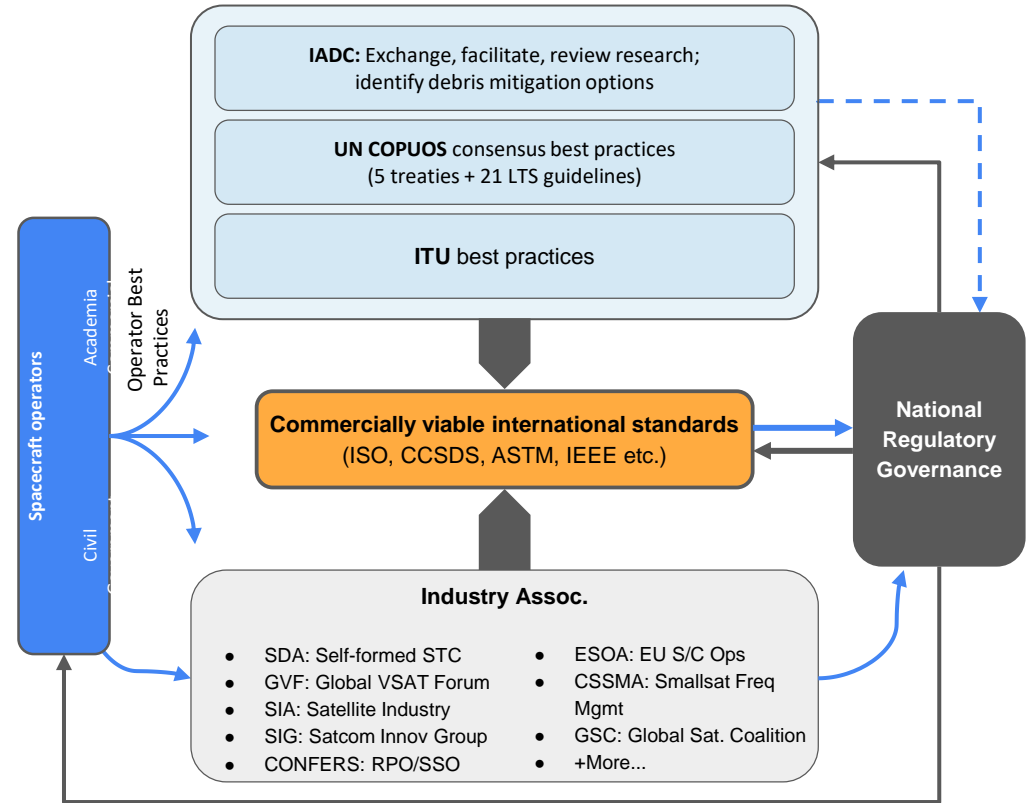 IADC: Exchange, facilitate, review research;
identify debris mitigation options
UN COPUOS consensus best practices
(5 treaties + 21 LTS guidelines)
ITU best practices
Spacecraft operators
Academia
Civil
Operator Best
Practices
Commercially viable international standards
(ISO, CCSDS, ASTM, IEEE etc.)
National
Regulatory
Governance
Industry Assoc.
● SDA: Self-formed STC
● GVF: Global VSAT Forum
● SIA: Satellite Industry
● SIG: Satcom Innov Group
● CONFERS: RPO/SSO
● ESOA: EU S/C Ops
● CSSMA: Smallsat Freq
Mgmt
● GSC: Global Sat. Coalition
● +More...